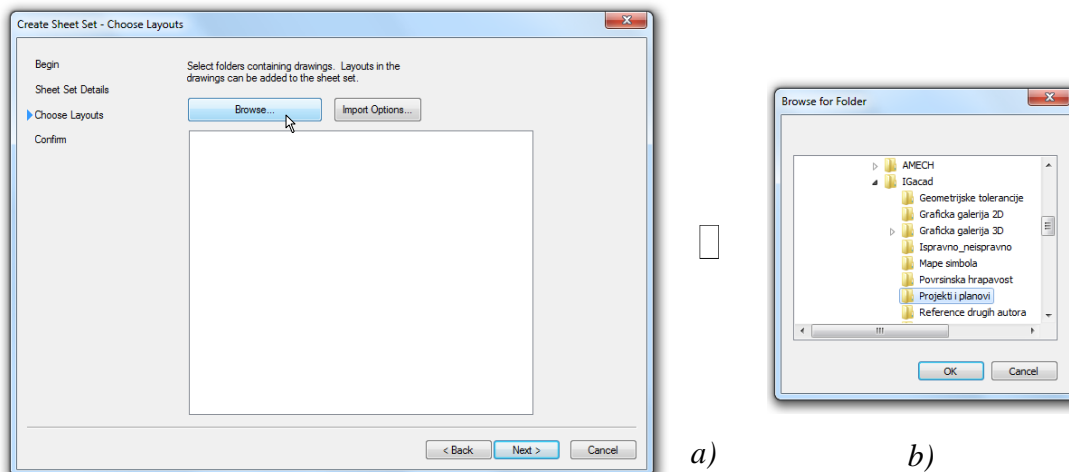 Create Sheet Set - Choose Layouts
Begin
Sheet Set Details
Choose Layouts
Confirm
Select folders containing drawings. Layouts in the
drawings can be added to the sheet set.
Browse...
Import Options...
< Back
Next >
Cancel
a)
Browse for Folder
AMECH
IGacad
Geometrijske tolerancije
Graficka galerija 2D
Graficka galerija 3D
Ispravno_neispravno
Mape simbola
Povrsinska hrapavost
Projekti i planovi
Reference drugih autora
OK
Cancel
b)